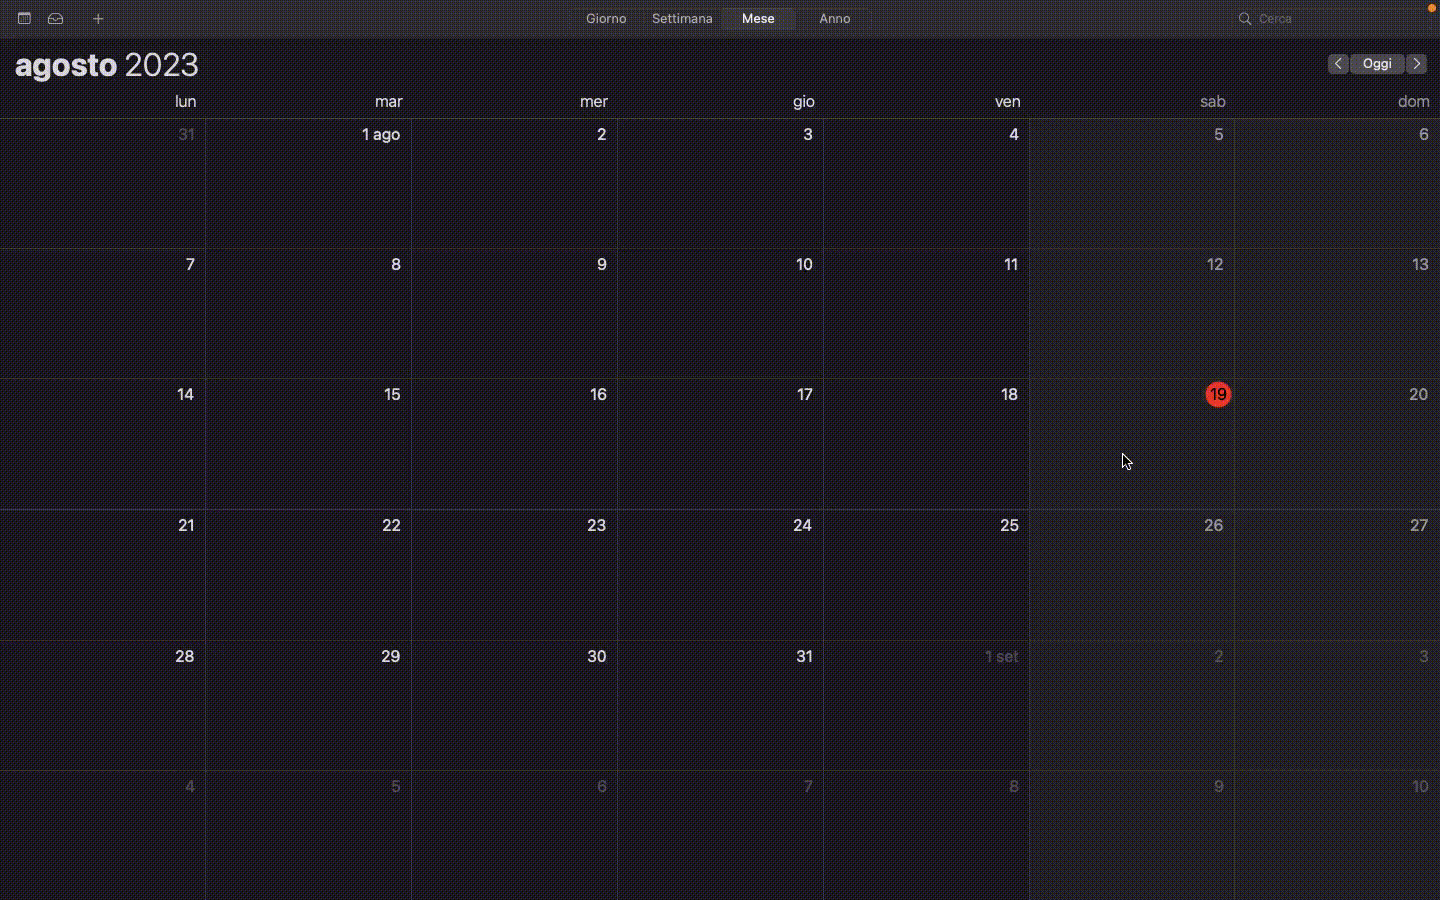 Giorno Settimana Mese Anno Cerca
agosto 2023 Oggi
lun mar mer gio ven sab dom
31 1 ago 2 3 4 5 6
7 8 9 10 11 12 13
14 15 16 17 18 19 20
21 22 23 24 25 26 27
28 29 30 31 1 set 2 3
4 5 6 7 8 9 10